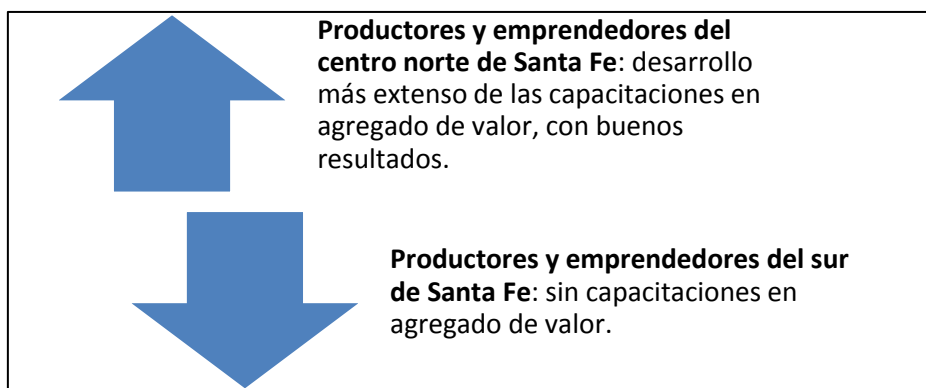 Productores y emprendedores del
centro norte de Santa Fe: desarrollo
más extenso de las capacitaciones en
agregado de valor, con buenos
resultados.
Productores y emprendedores del sur
de Santa Fe: sin capacitaciones en
agregado de valor.